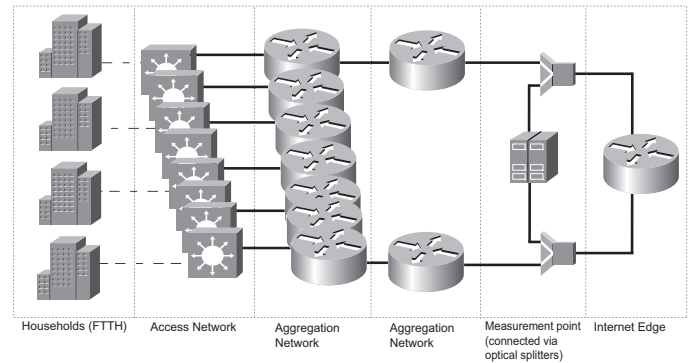 Households (FTTH)
Access Network
Aggregation
Network
Aggregation
Network
Measurement point
(connected via
optical splitters)
Internet Edge